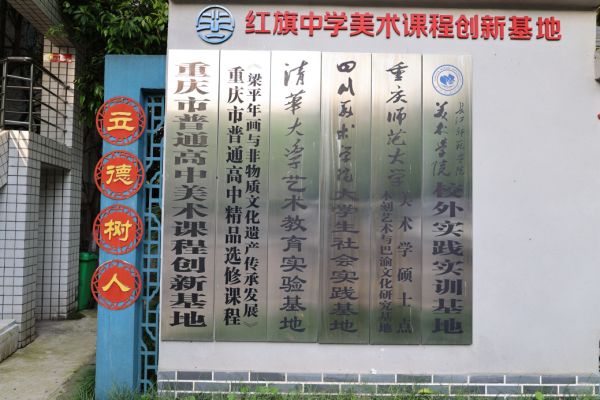 红旗中学美术课程创新基地
立德树人
重庆市普通高中美术课程创新基地
《梁平年画与非物质文化遗产传承发展》
重庆市普通高中精品选修课程
清华大学艺术教育实验基地
四川美术学院大学生社会实践基地
重庆师范大学
美术学硕士点
木刻艺术与巴渝文化研究基地
长江师范学院
美术学院校外实践实训基地